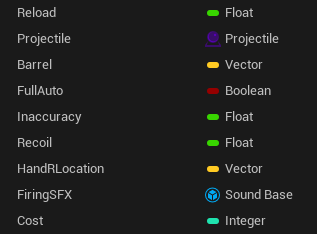 Reload Float
Projectile Projectile
Barrel Vector
FullAuto Boolean
Inaccuracy Float
Recoil Float
HandRLocation Vector
FiringSFX Sound Base
Cost Integer